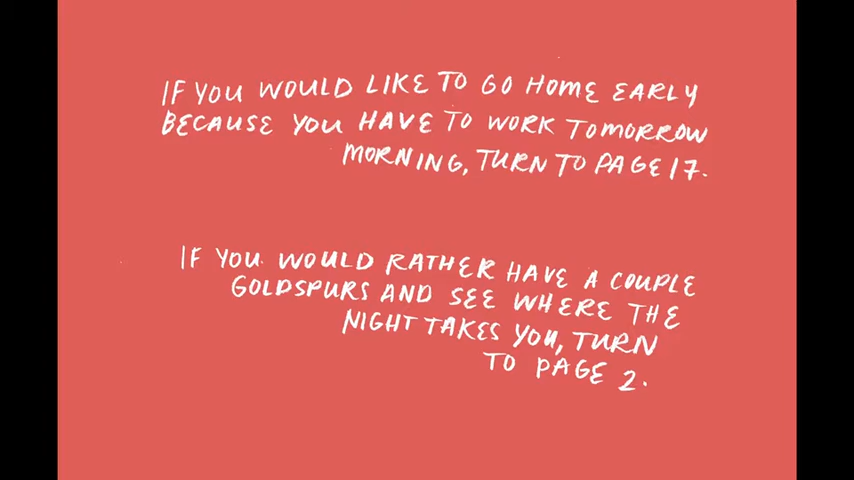 IF YOU WOULD LIKE TO GO HOME EARLY
BECAUSE YOU HAVE TO WORK TOMORROW
MORNING, TURN TO PAGE 17.
IF YOU WOULD RATHER HAVE A COUPLE
GOLDSPURS AND SEE WHERE THE
NIGHT TAKES YOU, TURN
TO PAGE 2.